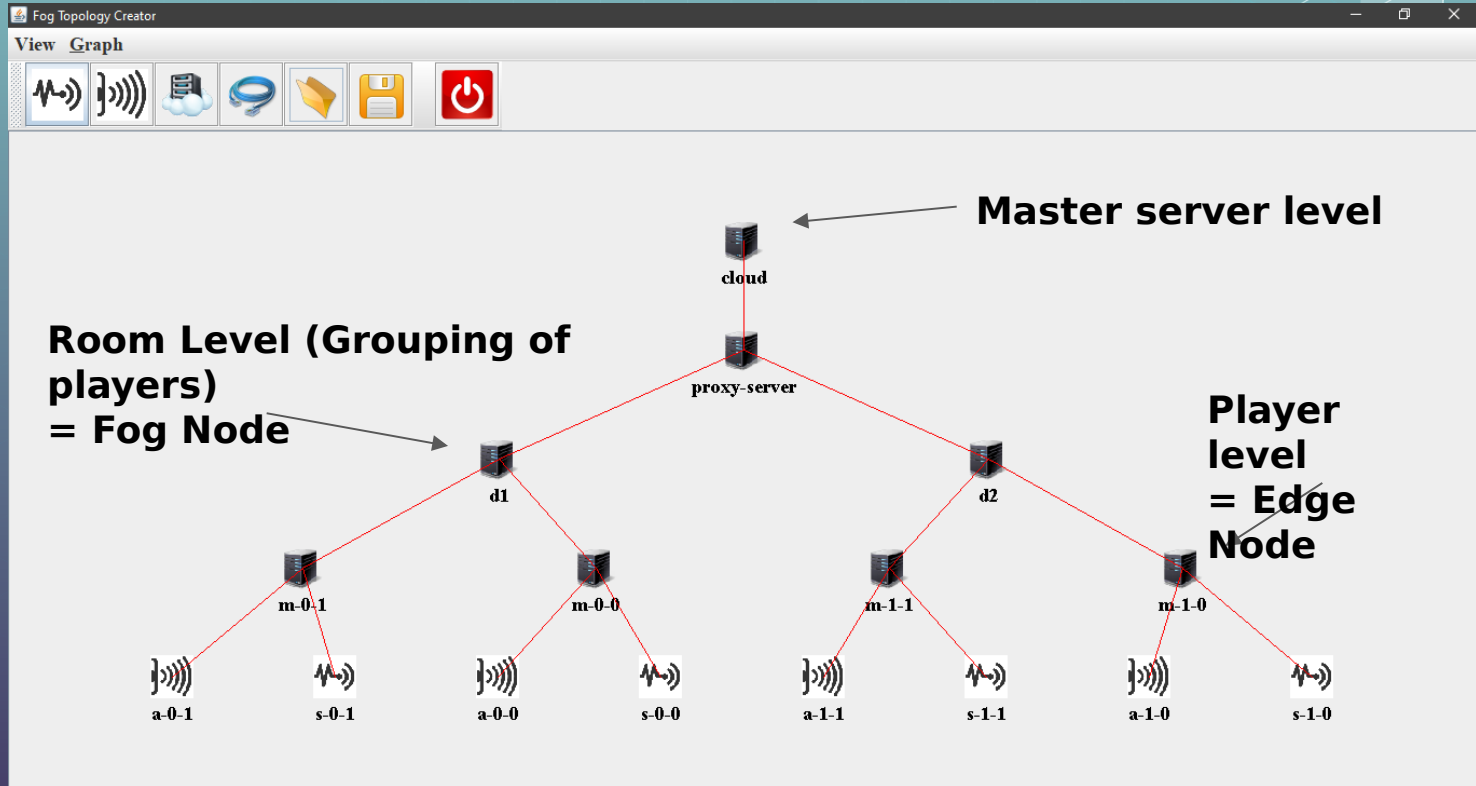 Fog Topology Creator
View Graph
Master server level
cloud
Room Level (Grouping of
players)
= Fog Node
proxy-server
Player
level
= Edge
Node
d1
d2
m-0-1
m-0-0
m-1-1
m-1-0
a-0-1
s-0-1
a-0-0
s-0-0
a-1-1
s-1-1
a-1-0
s-1-0